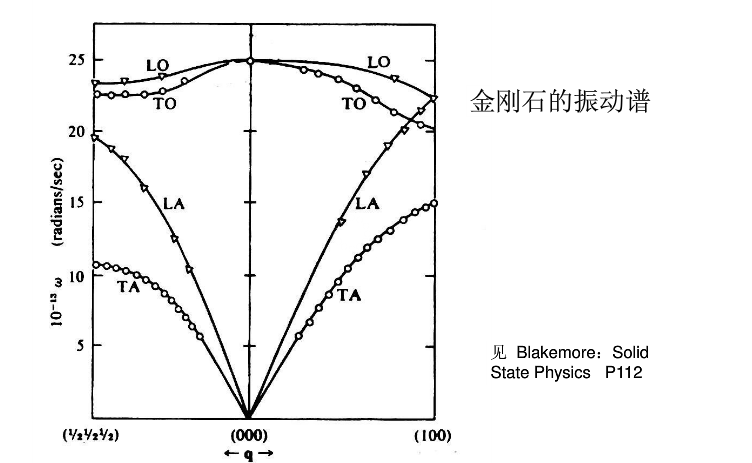 25
20
15
10
5
10⁻¹³ ω (radians/sec)
LO
TO
LA
TA
LO
TO
LA
TA
(½½½)
(000)
(100)
← q →
金刚石的振动谱
见 Blakemore：Solid
State Physics P112